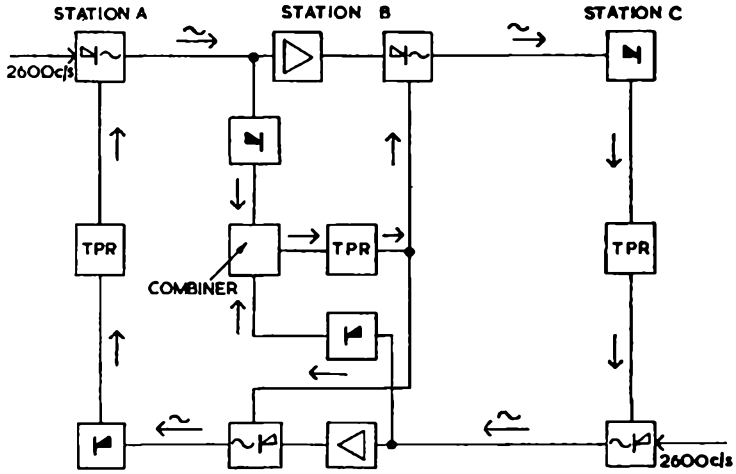 STATION A
STATION B
STATION C
2600c/s
TPR
TPR
TPR
COMBINER
2600c/s